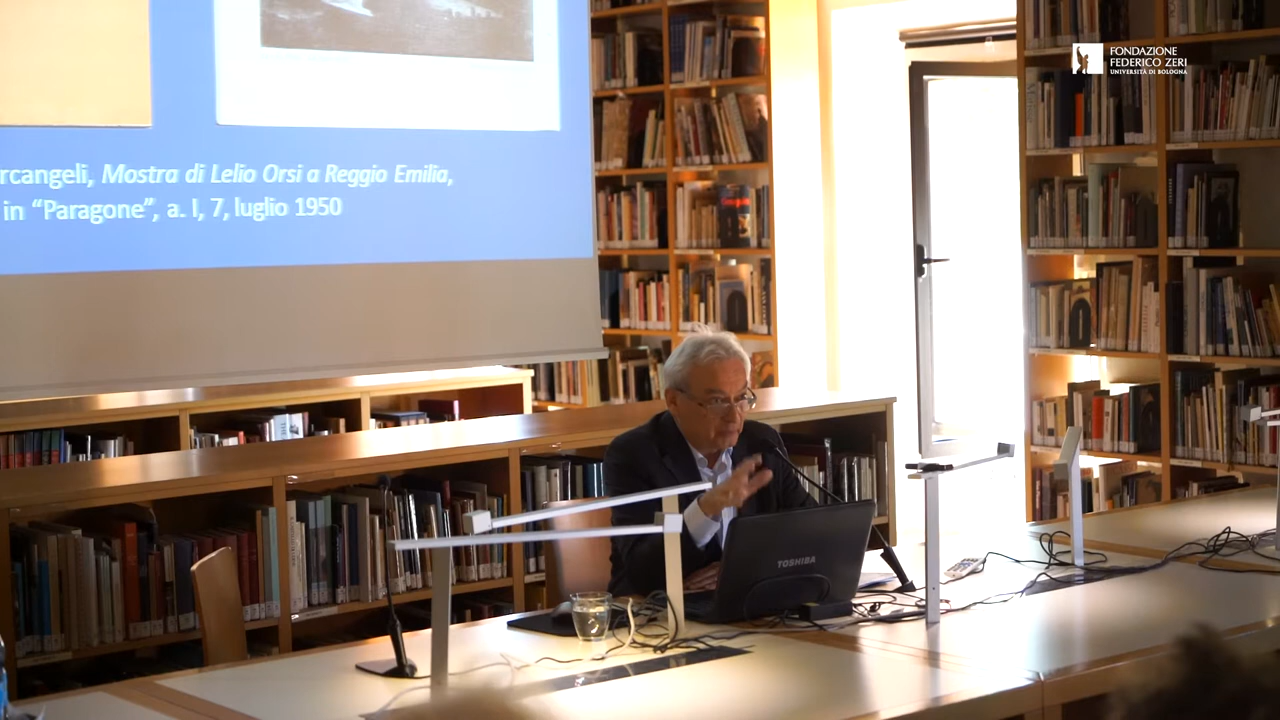 FONDAZIONE
FEDERICO ZERI
UNIVERSITÀ DI BOLOGNA
rcangeli, Mostra di Lelio Orsi a Reggio Emilia,
in “Paragone”, a. I, 7, luglio 1950
TOSHIBA